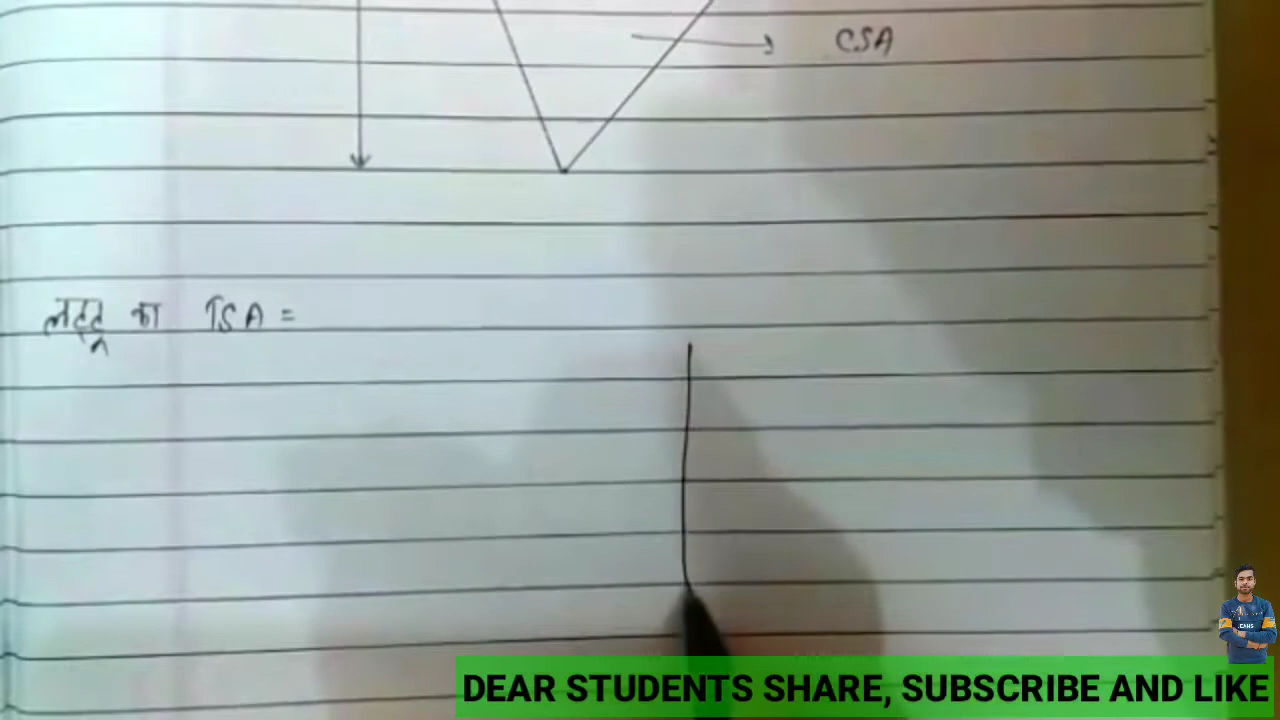 CSA
लट्टू का TSA =
DEAR STUDENTS SHARE, SUBSCRIBE AND LIKE